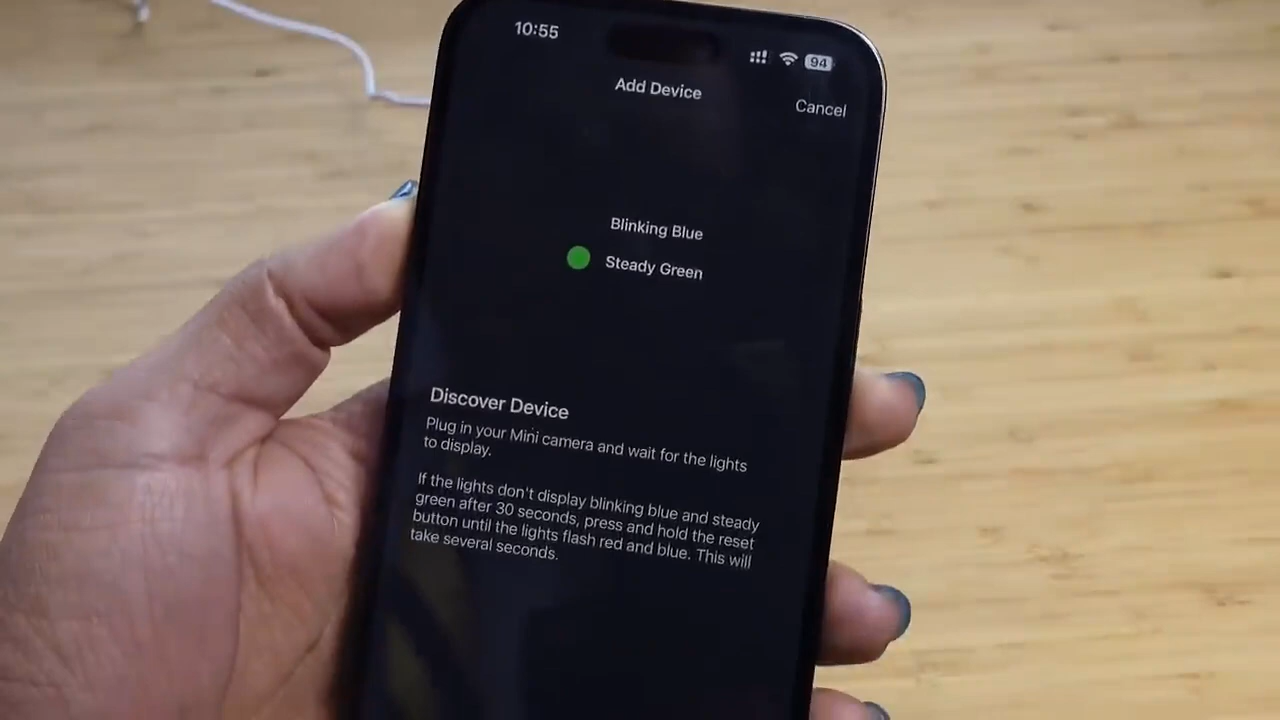 10:55
94
Add Device
Cancel
Blinking Blue
Steady Green
Discover Device
Plug in your Mini camera and wait for the lights
to display.
If the lights don't display blinking blue and steady
green after 30 seconds, press and hold the reset
button until the lights flash red and blue. This will
take several seconds.